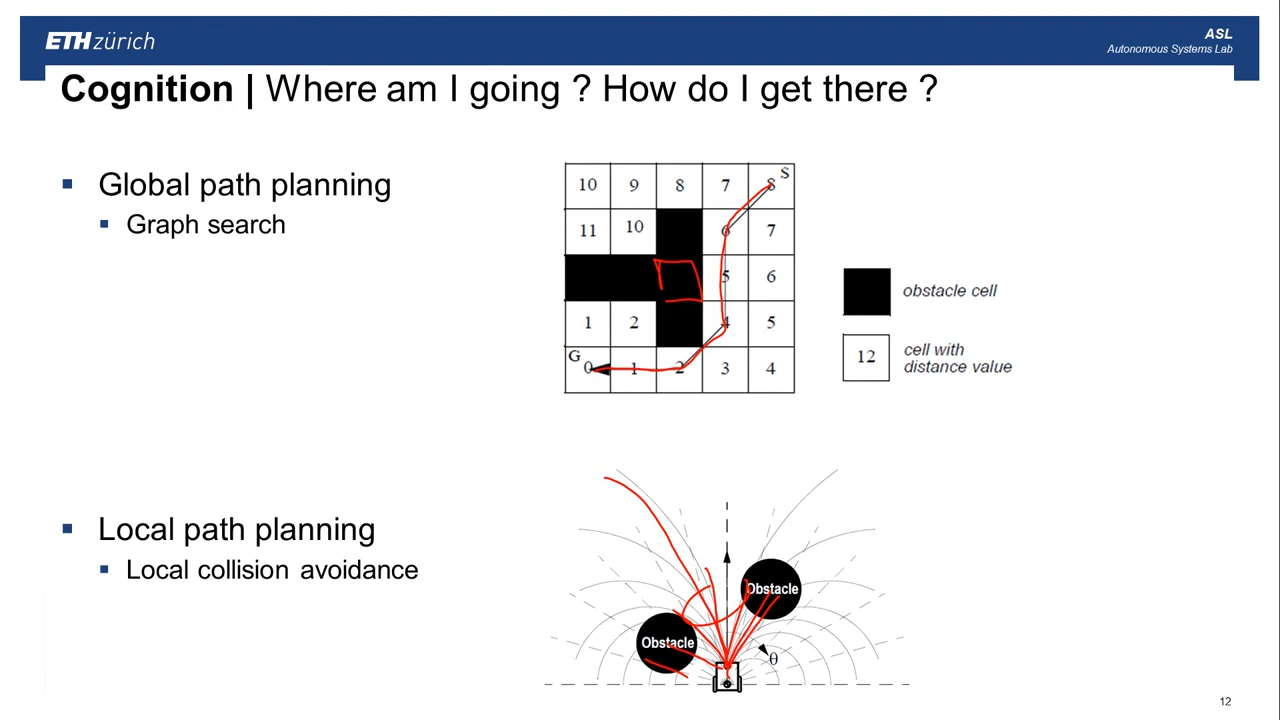 ETH zürich
ASL
Autonomous Systems Lab
Cognition | Where am I going ? How do I get there ?
Global path planning
Graph search
10 9 8 7 8 S
11 10 6 7
5 6
1 2 4 5
G 0 1 2 3 4
obstacle cell
12 cell with
distance value
Local path planning
Local collision avoidance
Obstacle
Obstacle
θ
12